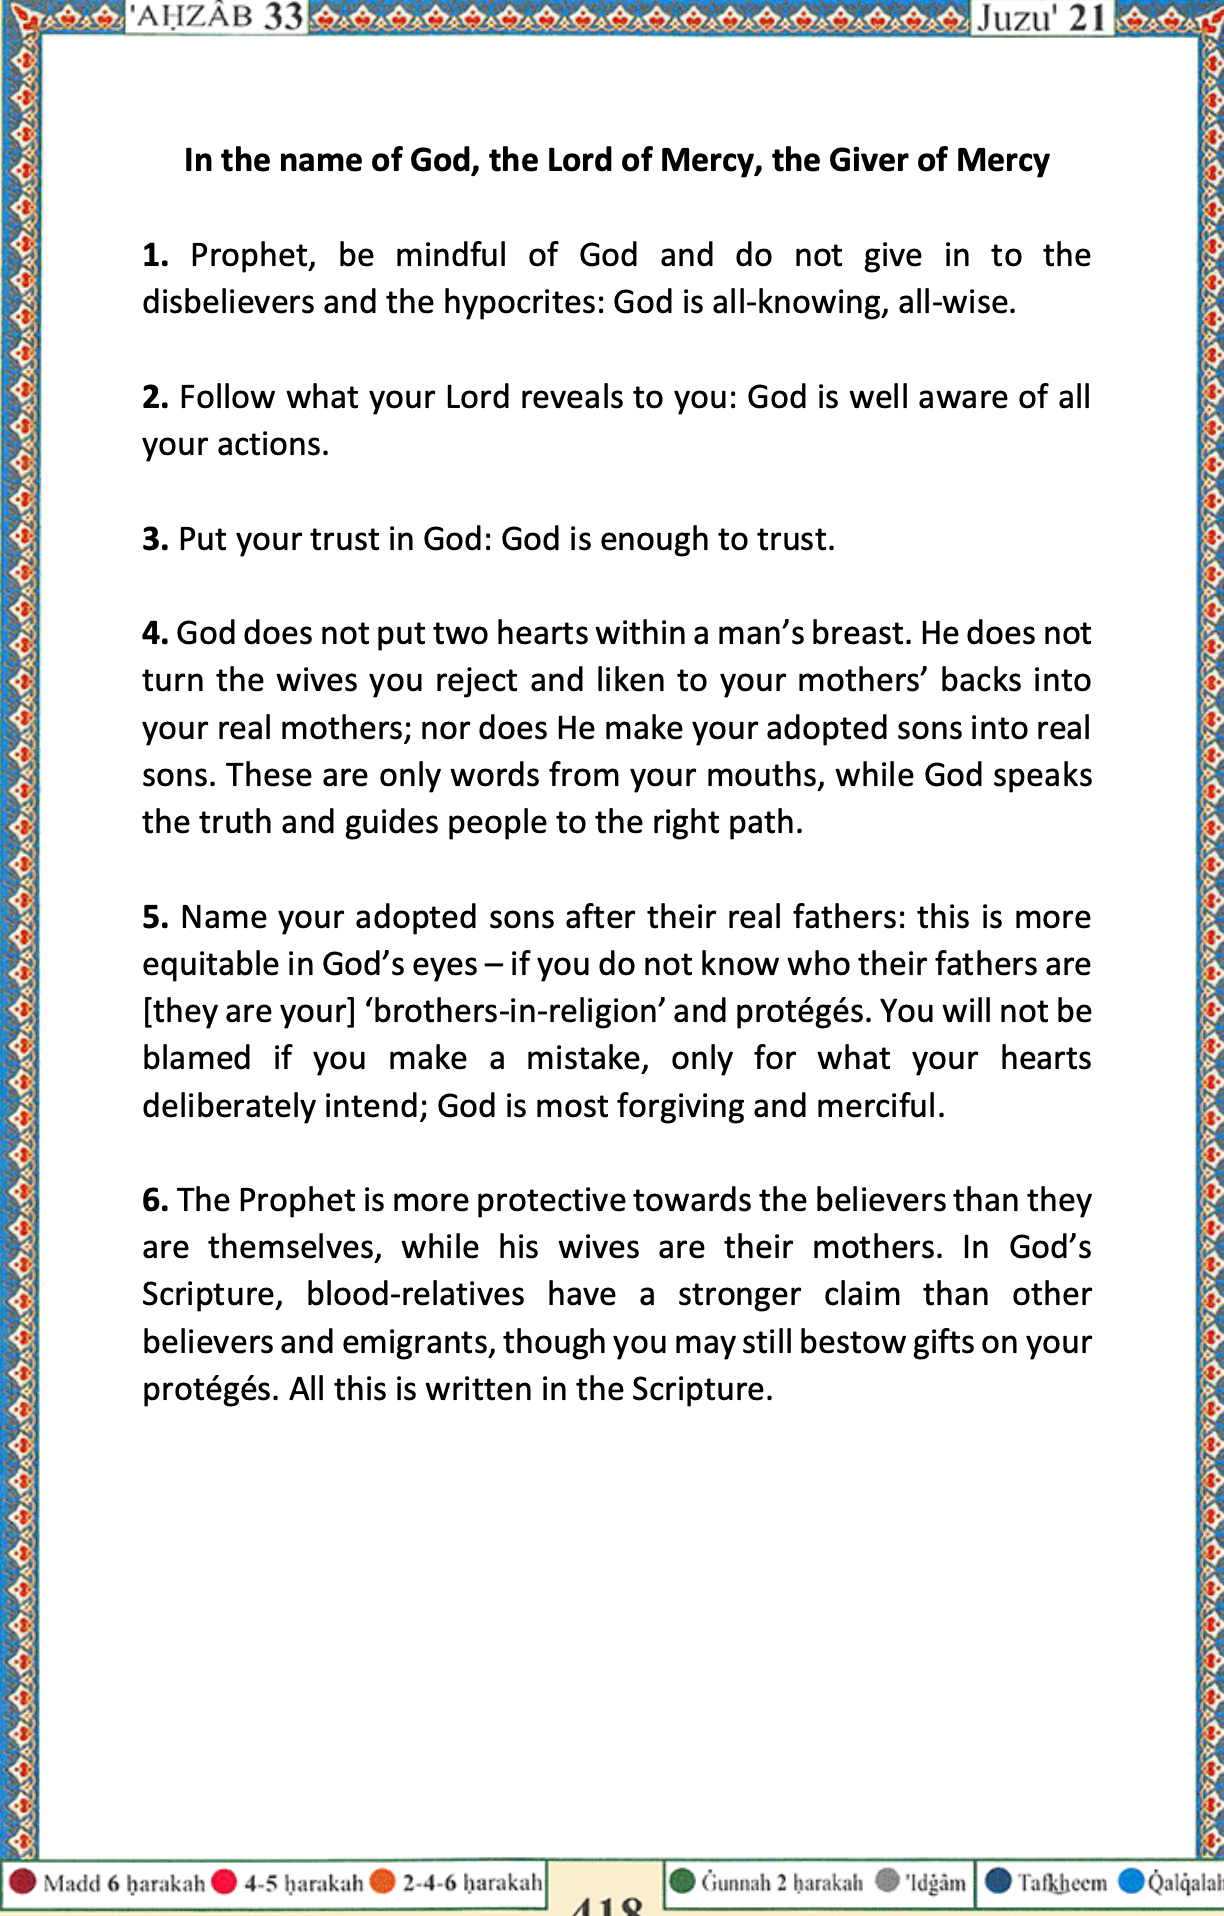 'AḤZÂB 33 Juzu' 21
In the name of God, the Lord of Mercy, the Giver of Mercy
1. Prophet, be mindful of God and do not give in to the
disbelievers and the hypocrites: God is all-knowing, all-wise.
2. Follow what your Lord reveals to you: God is well aware of all
your actions.
3. Put your trust in God: God is enough to trust.
4. God does not put two hearts within a man’s breast. He does not
turn the wives you reject and liken to your mothers’ backs into
your real mothers; nor does He make your adopted sons into real
sons. These are only words from your mouths, while God speaks
the truth and guides people to the right path.
5. Name your adopted sons after their real fathers: this is more
equitable in God’s eyes – if you do not know who their fathers are
[they are your] ‘brothers-in-religion’ and protégés. You will not be
blamed if you make a mistake, only for what your hearts
deliberately intend; God is most forgiving and merciful.
6. The Prophet is more protective towards the believers than they
are themselves, while his wives are their mothers. In God’s
Scripture, blood-relatives have a stronger claim than other
believers and emigrants, though you may still bestow gifts on your
protégés. All this is written in the Scripture.
Madd 6 ḥarakah 4-5 ḥarakah 2-4-6 ḥarakah 418 Ġunnah 2 ḥarakah 'Idġâm Tafkheem Q̇alq̇alah